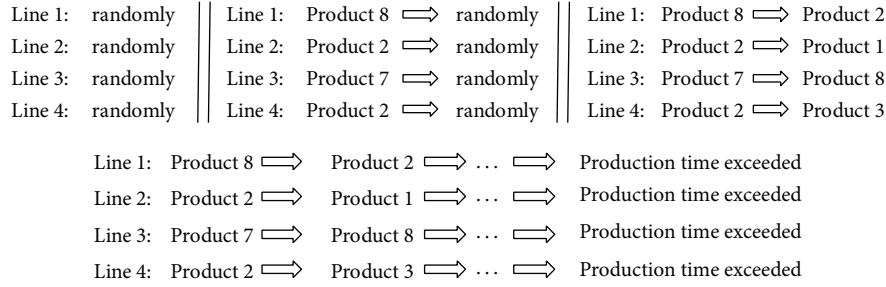 Line 1: randomly Line 1: Product 8 ⇒ randomly Line 1: Product 8 ⇒ Product 2
Line 2: randomly Line 2: Product 2 ⇒ randomly Line 2: Product 2 ⇒ Product 1
Line 3: randomly Line 3: Product 7 ⇒ randomly Line 3: Product 7 ⇒ Product 8
Line 4: randomly Line 4: Product 2 ⇒ randomly Line 4: Product 2 ⇒ Product 3
Line 1: Product 8 ⇒ Product 2 ⇒ ... ⇒ Production time exceeded
Line 2: Product 2 ⇒ Product 1 ⇒ ... ⇒ Production time exceeded
Line 3: Product 7 ⇒ Product 8 ⇒ ... ⇒ Production time exceeded
Line 4: Product 2 ⇒ Product 3 ⇒ ... ⇒ Production time exceeded